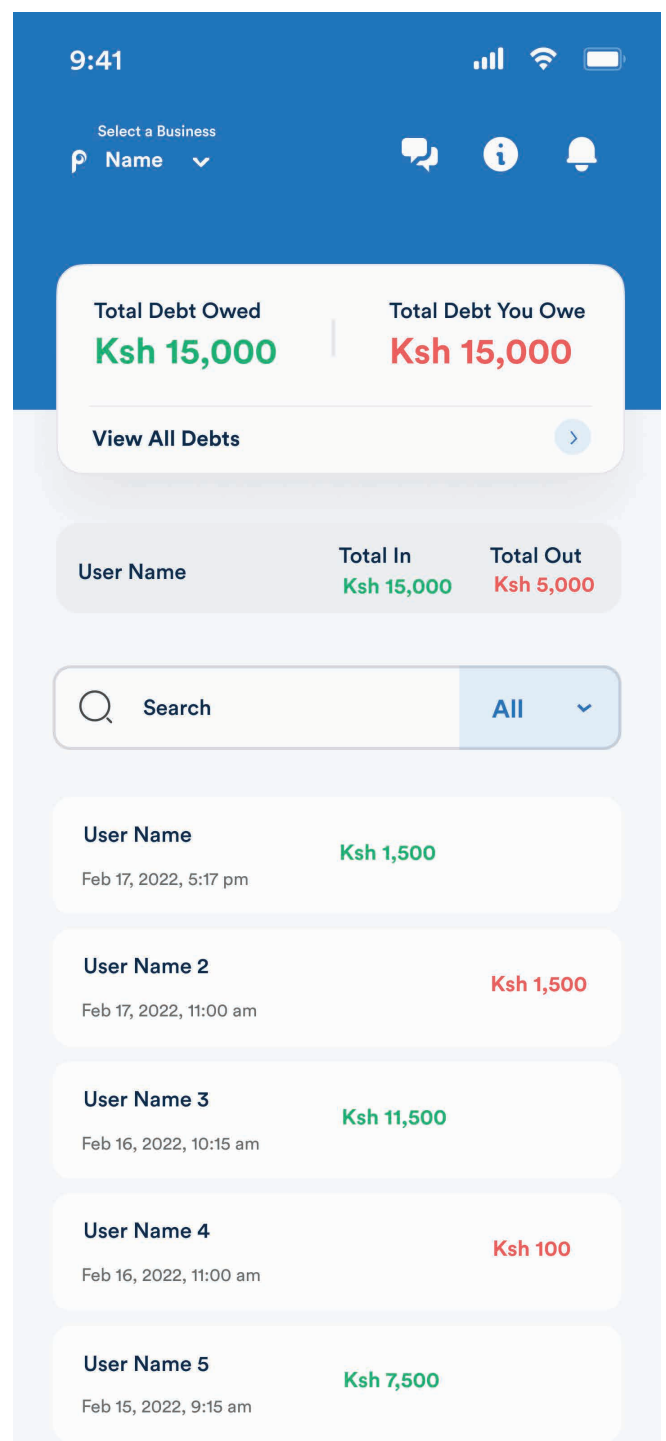 9:41
Select a Business
Name
Total Debt Owed
Total Debt You Owe
Ksh 15,000
Ksh 15,000
View All Debts
User Name
Total In
Total Out
Ksh 15,000
Ksh 5,000
Search
All
User Name
Ksh 1,500
Feb 17, 2022, 5:17 pm
User Name 2
Ksh 1,500
Feb 17, 2022, 11:00 am
User Name 3
Ksh 11,500
Feb 16, 2022, 10:15 am
User Name 4
Ksh 100
Feb 16, 2022, 11:00 am
User Name 5
Ksh 7,500
Feb 15, 2022, 9:15 am